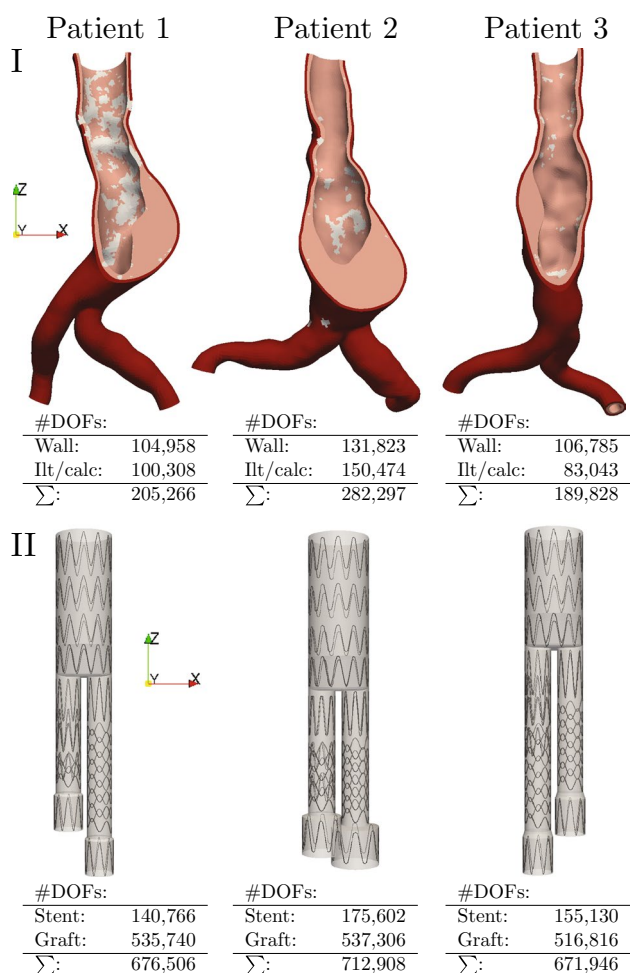 Patient 1 Patient 2 Patient 3
I
Z
Y X
#DOFs: #DOFs: #DOFs:
Wall: 104,958 Wall: 131,823 Wall: 106,785
Ilt/calc: 100,308 Ilt/calc: 150,474 Ilt/calc: 83,043
∑: 205,266 ∑: 282,297 ∑: 189,828
II
Z
Y X
#DOFs: #DOFs: #DOFs:
Stent: 140,766 Stent: 175,602 Stent: 155,130
Graft: 535,740 Graft: 537,306 Graft: 516,816
∑: 676,506 ∑: 712,908 ∑: 671,946